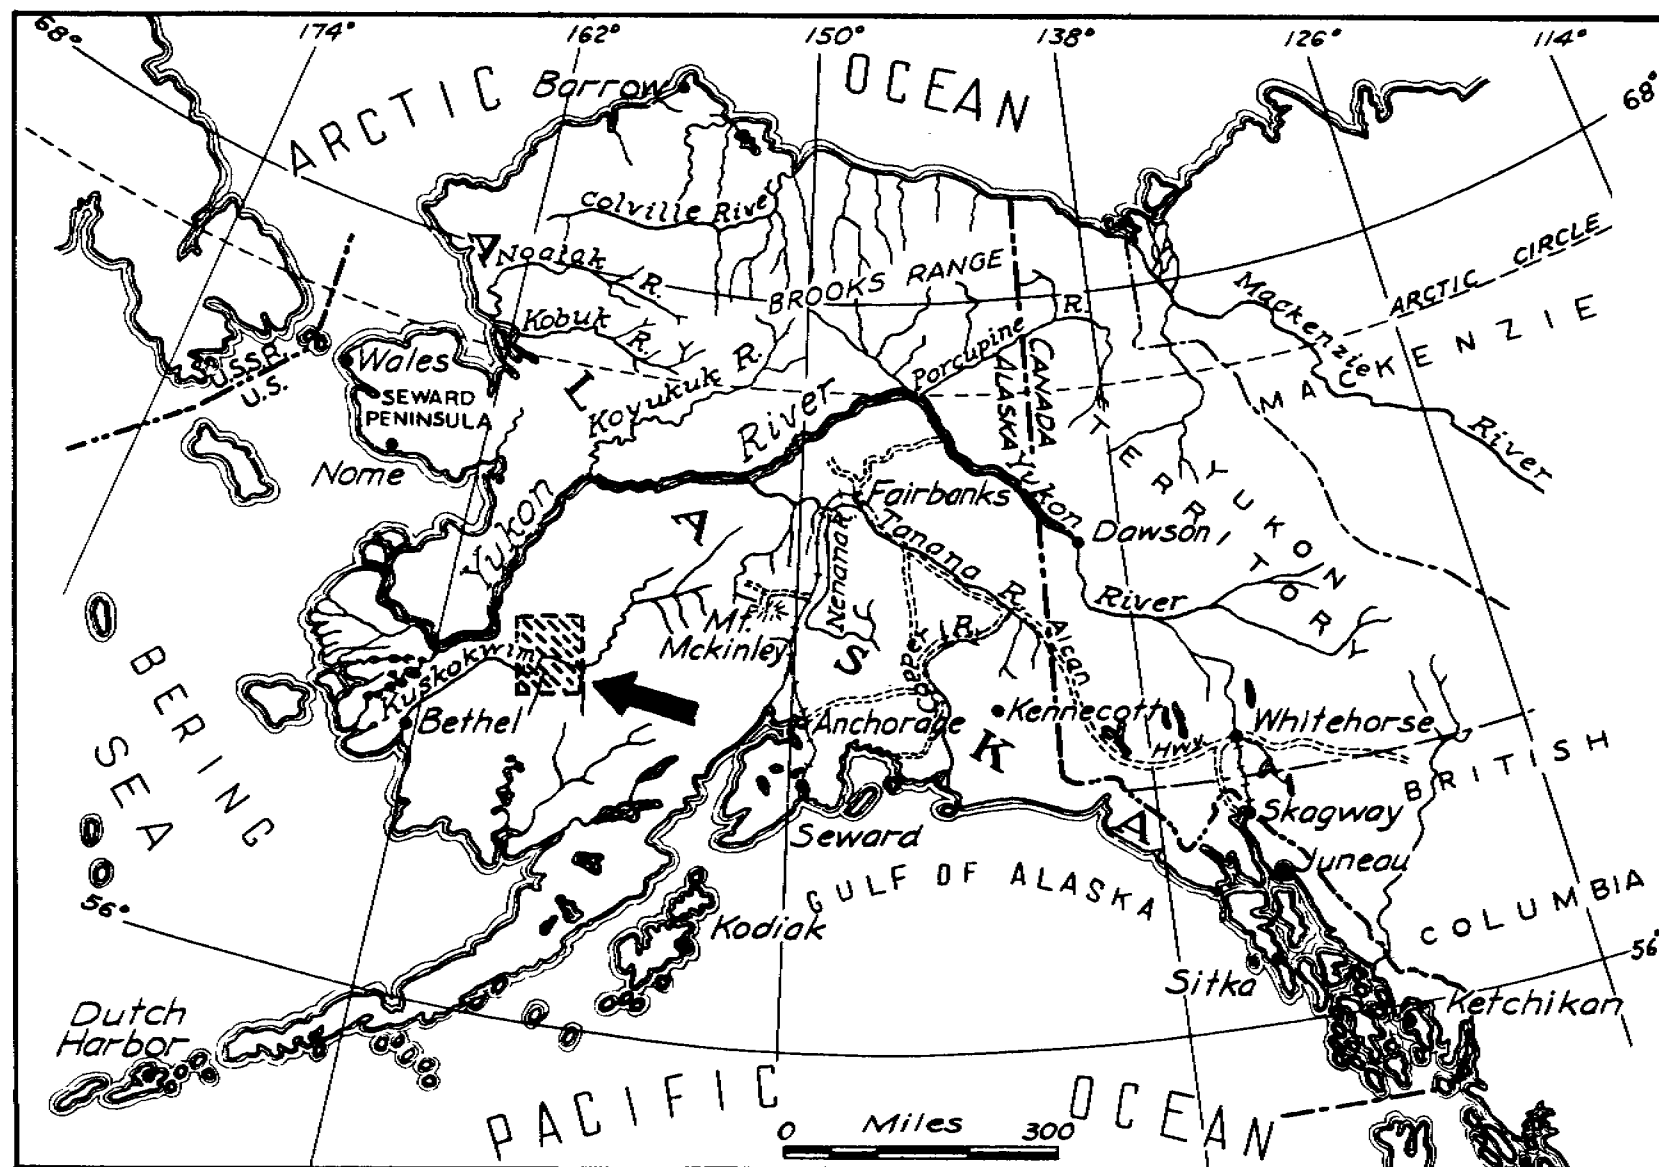 68°
174°
162°
150°
138°
126°
114°
68°
ARCTIC OCEAN
Barrow
Colville River
Noatak R.
BROOKS RANGE
Kobuk R.
Koyukuk R.
Porcupine R.
Mackenzie River
ARCTIC CIRCLE
MACKENZIE
U.S.S.R.
U.S.
Wales
SEWARD
PENINSULA
Nome
CANADA
ALASKA
Yukon River
Yukon
Dawson
River
YUKON
TERRITORY
Fairbanks
Tanana R.
Nenana R.
Mt.
Mckinley
Copper R.
Alcan
Hwy
Kuskokwim
Bethel
Anchorage
Kennecott
Whitehorse
BERING
SEA
BRITISH
COLUMBIA
ALASKA
Seward
Skagway
Juneau
GULF OF ALASKA
Kodiak
Sitka
Ketchikan
56°
56°
Dutch
Harbor
PACIFIC OCEAN
0 Miles 300